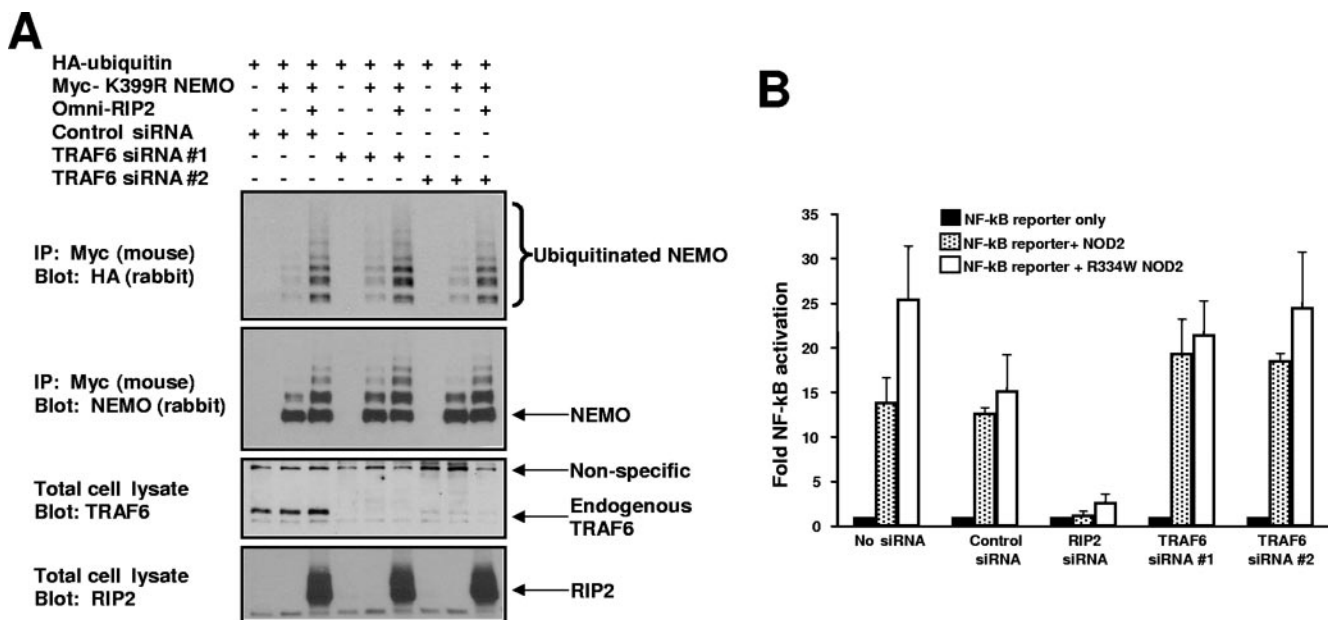 A
HA-ubiquitin + + + + + + + + +
Myc- K399R NEMO - + + - + + - + +
Omni-RIP2 - - + - - + - - +
Control siRNA + + + - - - - - -
TRAF6 siRNA #1 - - - + + + - - -
TRAF6 siRNA #2 - - - - - - + + +
IP: Myc (mouse)
Blot: HA (rabbit)
Ubiquitinated NEMO
IP: Myc (mouse)
Blot: NEMO (rabbit)
NEMO
Total cell lysate
Blot: TRAF6
Non-specific
Endogenous
TRAF6
Total cell lysate
Blot: RIP2
RIP2
B
NF-kB reporter only
NF-kB reporter+ NOD2
NF-kB reporter + R334W NOD2
Fold NF-kB activation
35
30
25
20
15
10
5
0
No siRNA
Control
siRNA
RIP2
siRNA
TRAF6
siRNA #1
TRAF6
siRNA #2